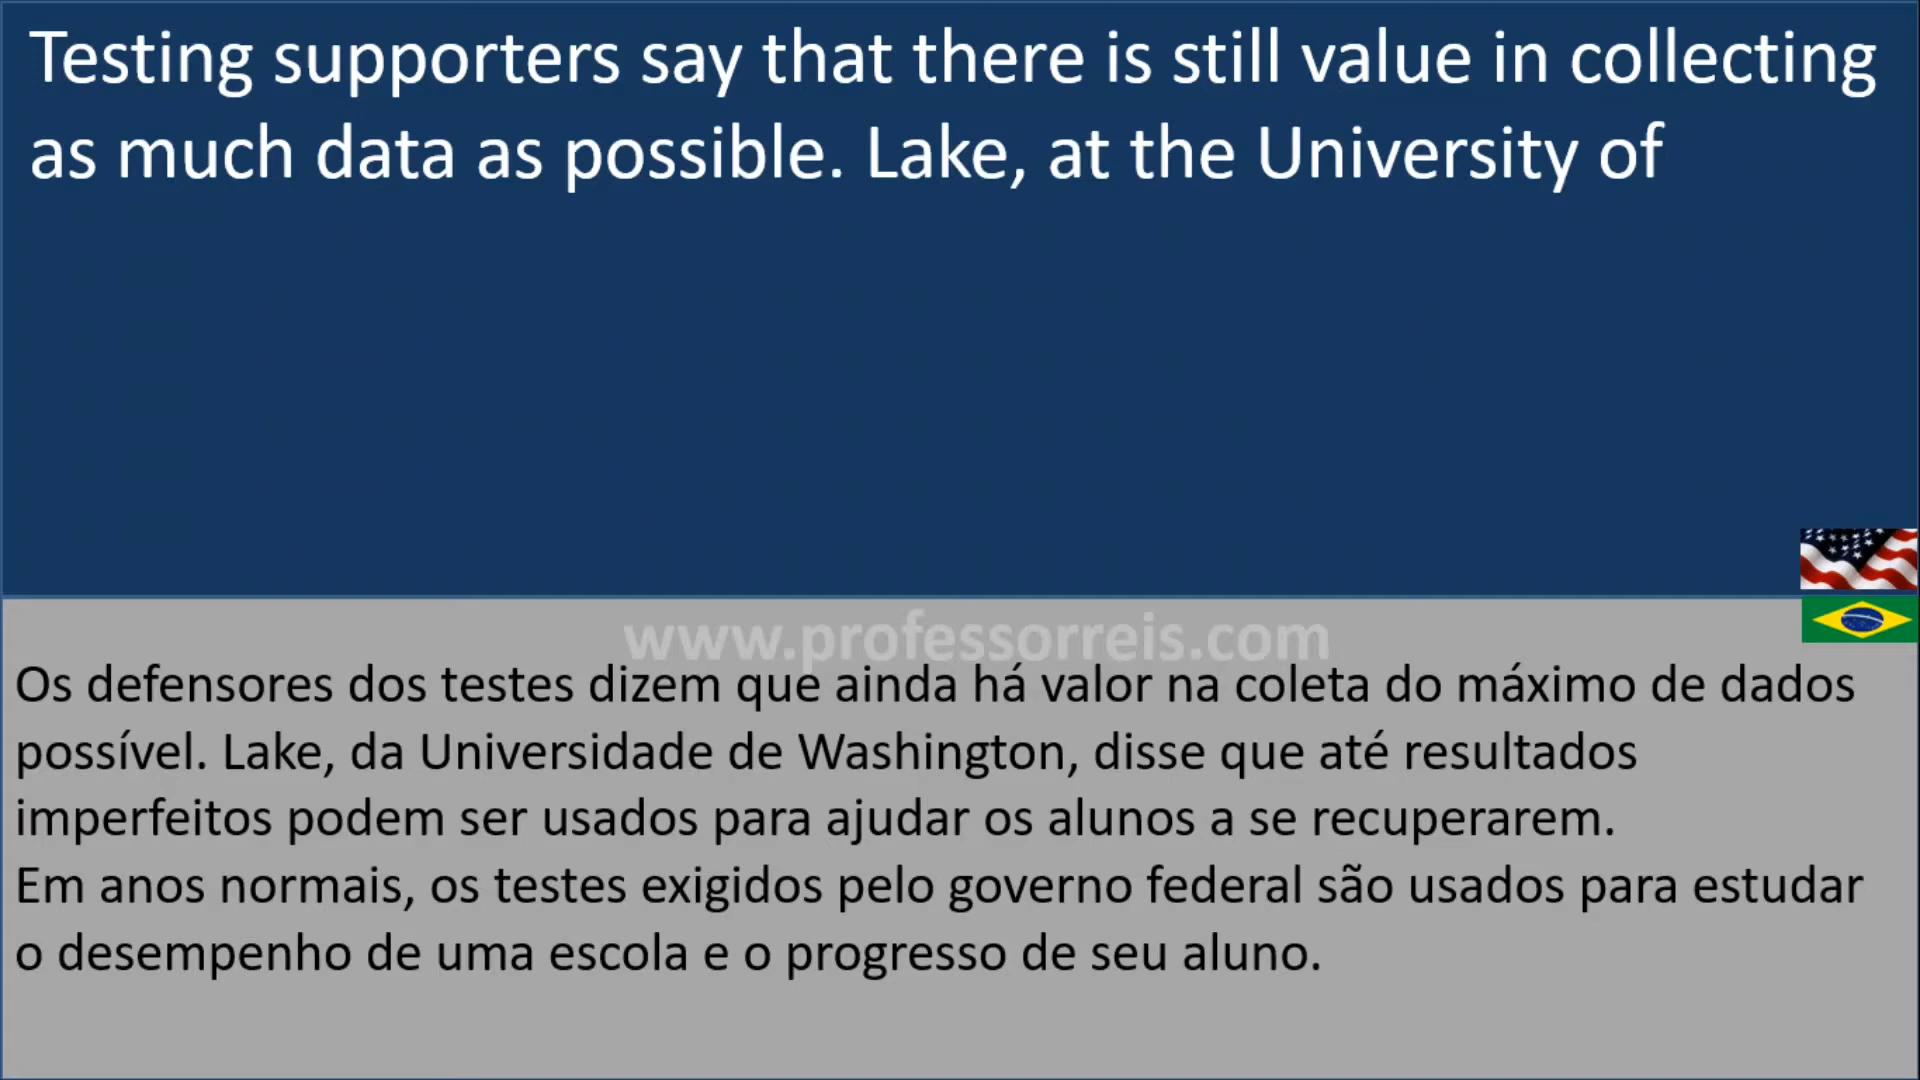 Testing supporters say that there is still value in collecting
as much data as possible. Lake, at the University of
www.professorreis.com
Os defensores dos testes dizem que ainda há valor na coleta do máximo de dados
possível. Lake, da Universidade de Washington, disse que até resultados
imperfeitos podem ser usados para ajudar os alunos a se recuperarem.
Em anos normais, os testes exigidos pelo governo federal são usados para estudar
o desempenho de uma escola e o progresso de seu aluno.